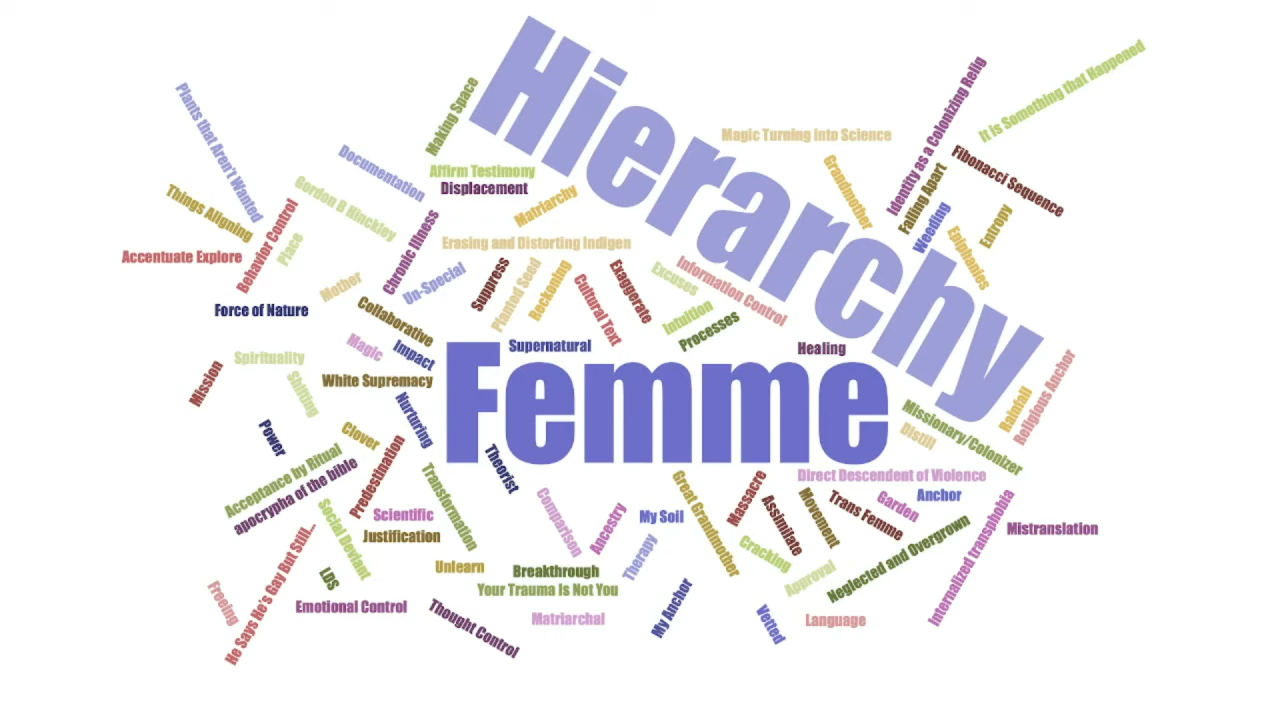 Hierarchy
It is Something that Happened
Identity as a Colonizing Relig
Plants that Aren't Wanted
Making Space
Magic Turning into Science
Documentation
Affirm Testimony
Displacement
Grandmother
Falling Apart
Fibonacci Sequence
Things Aligning
Gordon B Hinckley
Matriarchy
Weeding
Entropy
Behavior Control
Place
Chronic Illness
Erasing and Distorting Indigen
Epiphanies
Accentuate Explore
Mother
Un-Special
Suppress
Planted Seed
Reckoning
Cultural Text
Exaggerate
Excuses
Information Control
Force of Nature
Collaborative
Intuition
Processes
Magic
Impact
Supernatural
Healing
Spirituality
Mission
Shifting
White Supremacy
Femme
Rainfall
Religious Anchor
Nurturing
Missionary/Colonizer
Distill
Power
Clover
Acceptance by Ritual
apocrypha of the bible
Predestination
Theorist
Transformation
Direct Descendent of Violence
Great Grandmother
Massacre
Assimilate
Movement
Trans Femme
Garden
Anchor
Scientific
Social Deviant
Justification
Comparison
Ancestry
My Soil
Mistranslation
Internalized transphobia
Neglected and Overgrown
Cracking
Therapy
Approval
Unlearn
Breakthrough
Your Trauma Is Not You
LDS
He Says He's Gay But Still...
Freeing
Emotional Control
Thought Control
Matriarchal
My Anchor
Vetted
Language